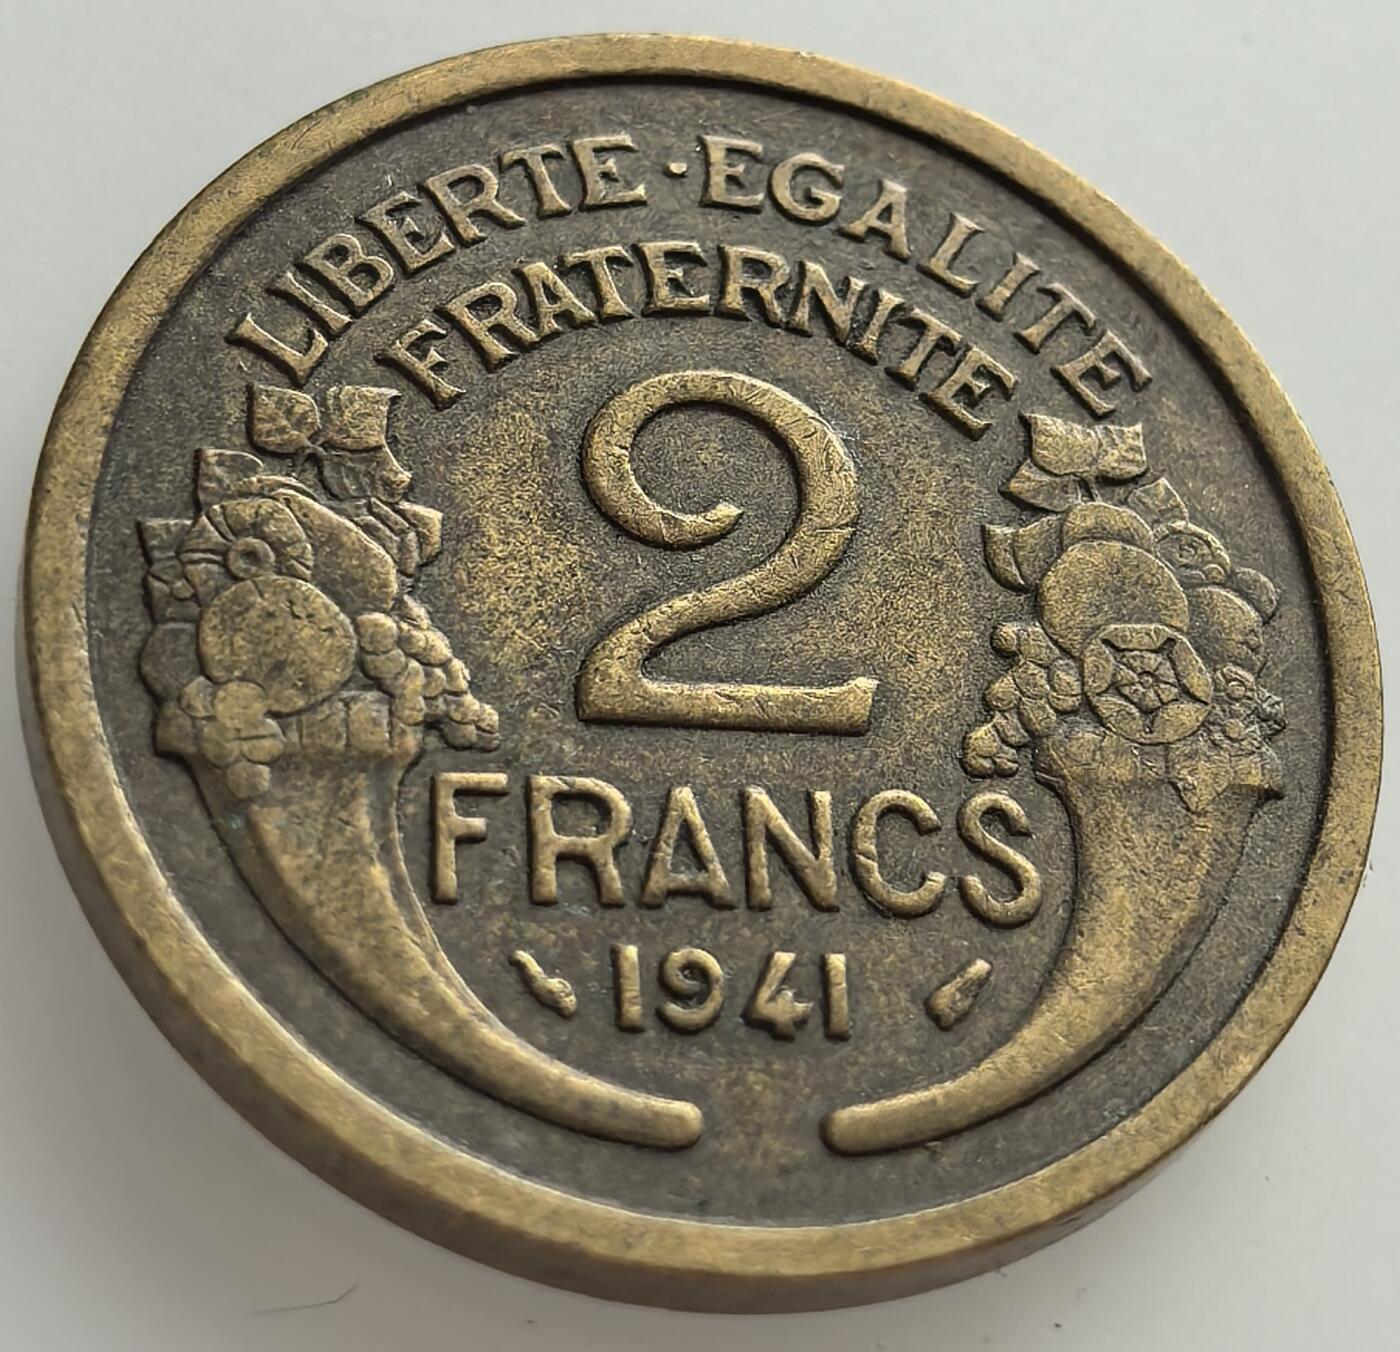 LIBERTE·EGALITE
FRATERNITE
2
FRANCS
1941